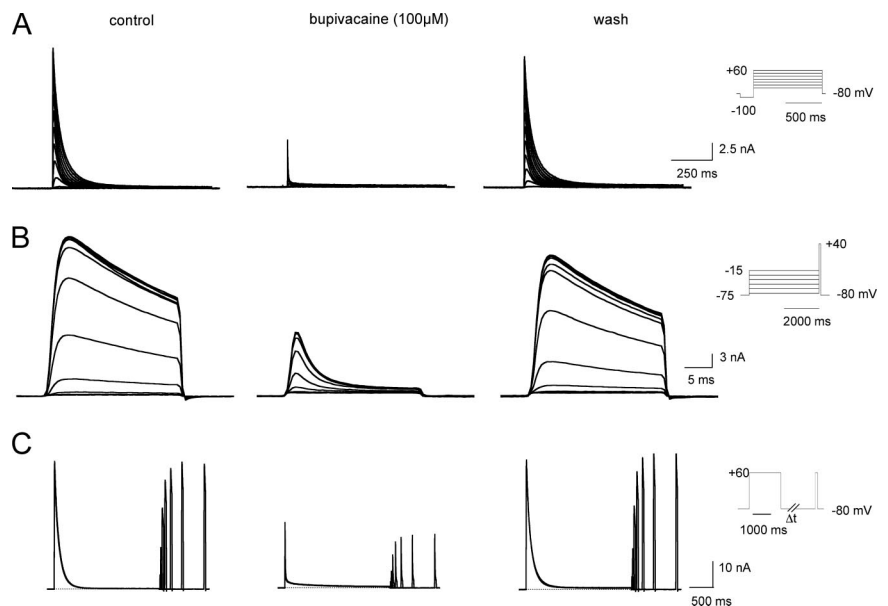 A
control
bupivacaine (100µM)
wash
+60
-80 mV
-100
500 ms
2.5 nA
250 ms
B
+40
-15
-75
-80 mV
2000 ms
3 nA
5 ms
C
+60
-80 mV
Δt
1000 ms
10 nA
500 ms